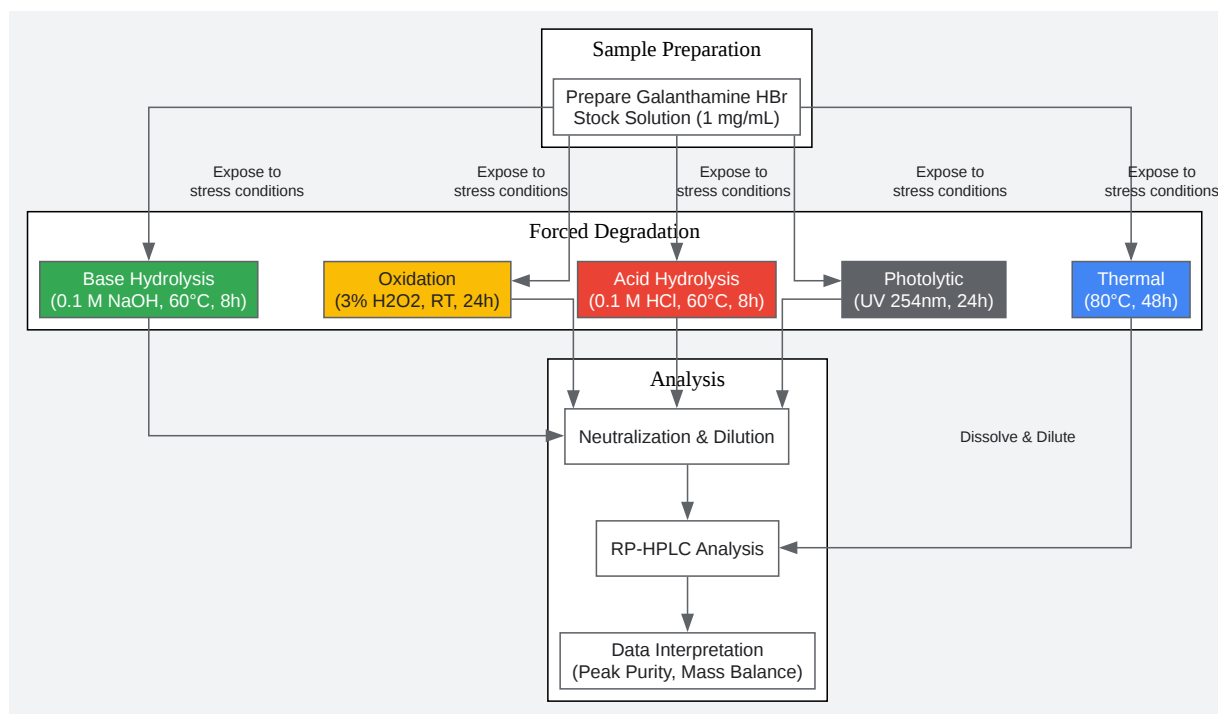 Sample Preparation
Prepare Galanthamine HBr
Stock Solution (1 mg/mL)
Expose to
stress conditions
Expose to
stress conditions
Expose to
stress conditions
Expose to
stress conditions
Expose to
stress conditions
Forced Degradation
Base Hydrolysis
(0.1 M NaOH, 60°C, 8h)
Oxidation
(3% H2O2, RT, 24h)
Acid Hydrolysis
(0.1 M HCl, 60°C, 8h)
Photolytic
(UV 254nm, 24h)
Thermal
(80°C, 48h)
Analysis
Neutralization & Dilution
Dissolve & Dilute
RP-HPLC Analysis
Data Interpretation
(Peak Purity, Mass Balance)